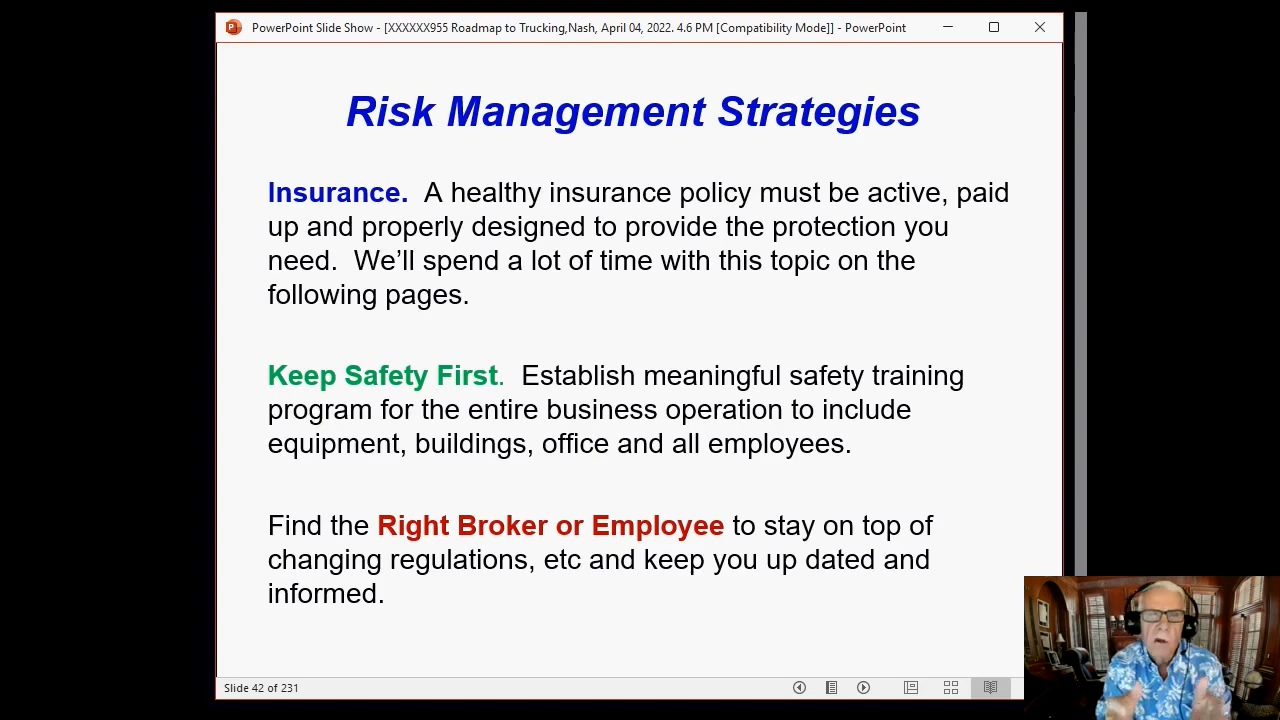 PowerPoint Slide Show - [XXXXXX955 Roadmap to Trucking,Nash, April 04, 2022. 4.6 PM [Compatibility Mode]] - PowerPoint
Risk Management Strategies
Insurance. A healthy insurance policy must be active, paid
up and properly designed to provide the protection you
need. We’ll spend a lot of time with this topic on the
following pages.
Keep Safety First. Establish meaningful safety training
program for the entire business operation to include
equipment, buildings, office and all employees.
Find the Right Broker or Employee to stay on top of
changing regulations, etc and keep you up dated and
informed.
Slide 42 of 231